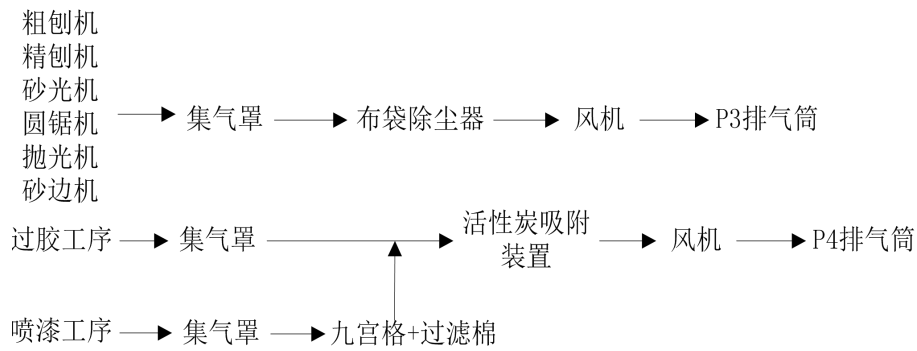 粗刨机
精刨机
砂光机
圆锯机
抛光机
砂边机
集气罩
布袋除尘器
风机
P3排气筒
过胶工序
集气罩
活性炭吸附
装置
风机
P4排气筒
喷漆工序
集气罩
九宫格+过滤棉